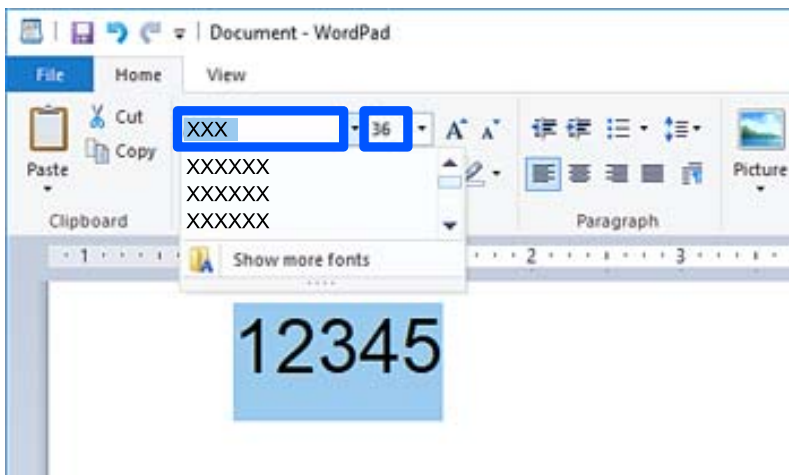 Document - WordPad
File Home View
Cut
XXX 36 A A
Copy
Paste
XXXXXX
Picture
XXXXXX
Clipboard XXXXXX Paragraph
1 2 3
Show more fonts
12345